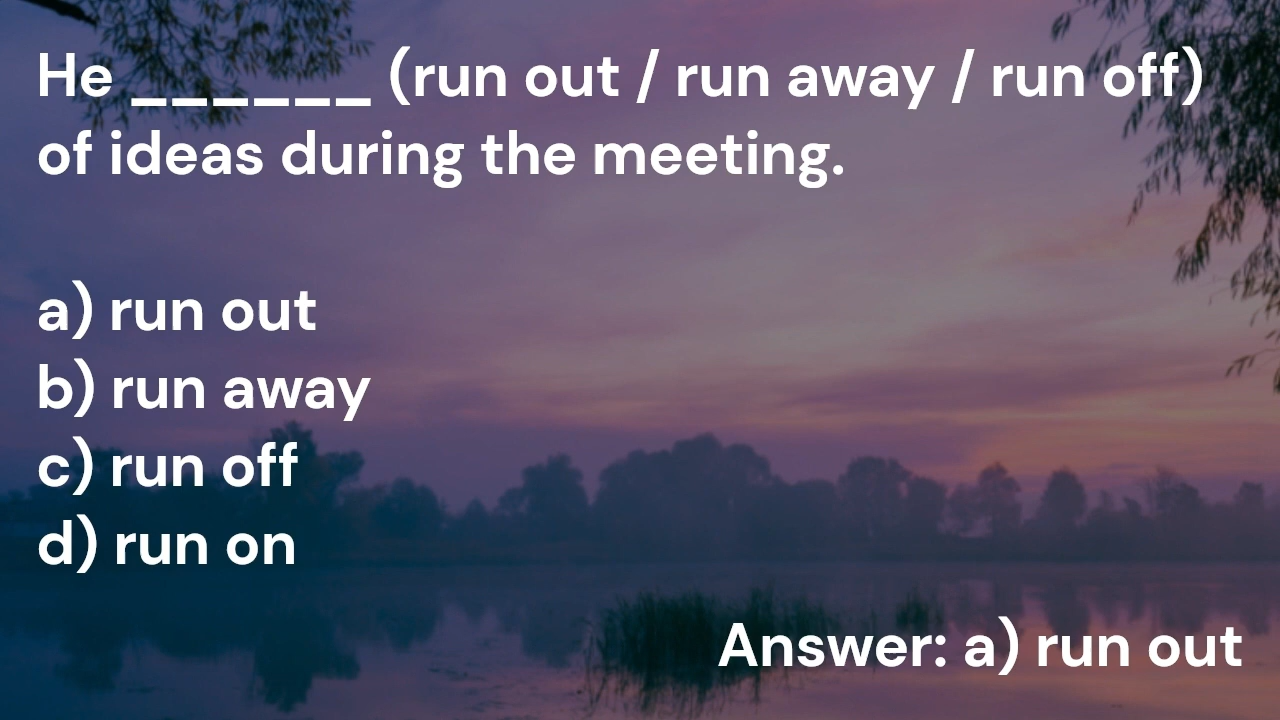 He ______ (run out / run away / run off)
of ideas during the meeting.
a) run out
b) run away
c) run off
d) run on
Answer: a) run out